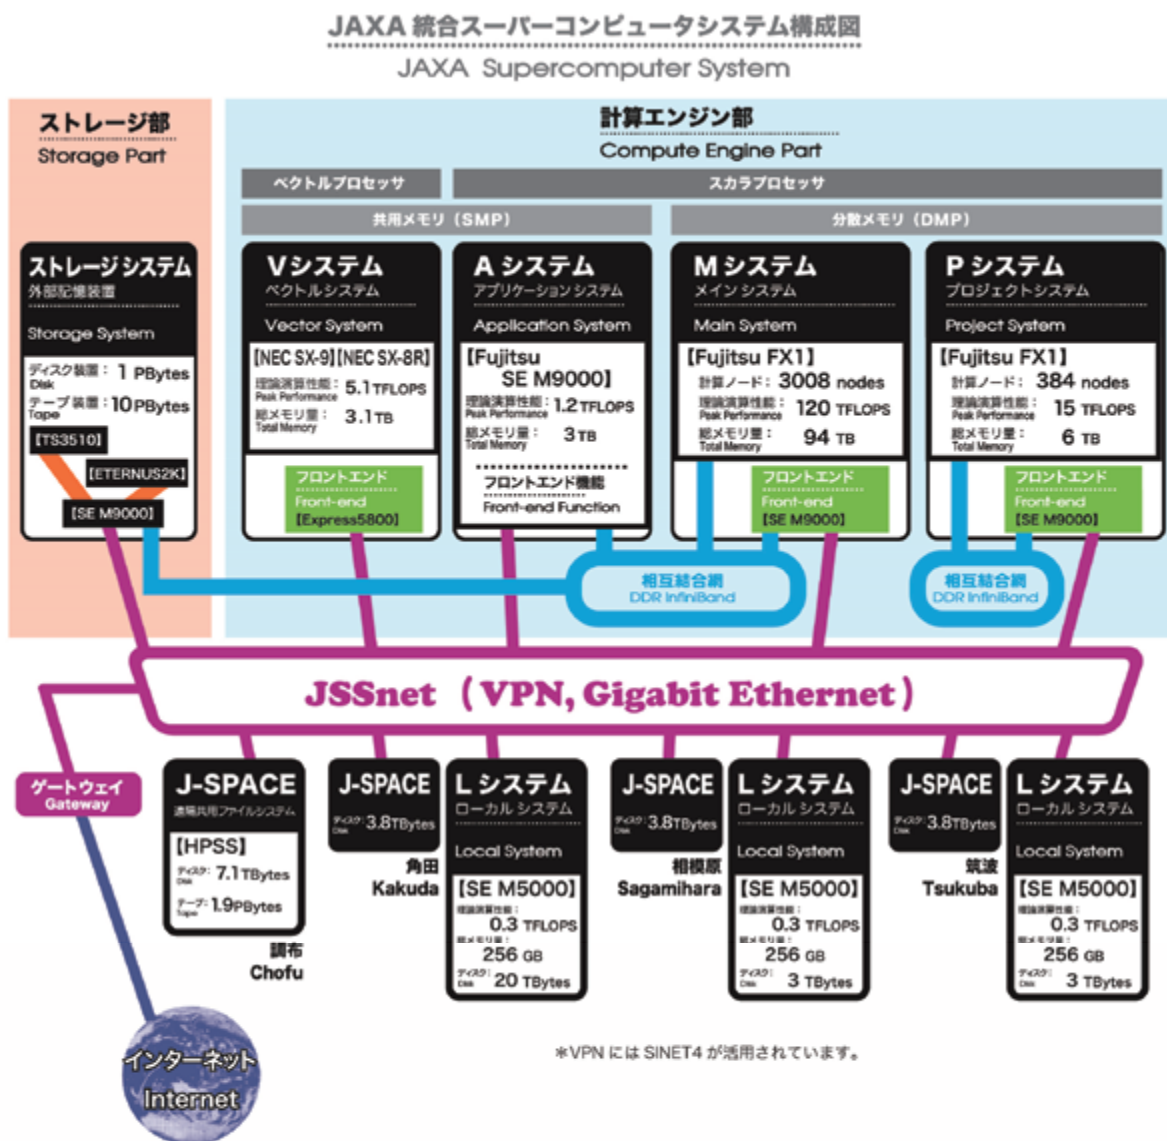 JAXA 統合スーパーコンピュータシステム構成図
JAXA Supercomputer System
ストレージ部
Storage Part
計算エンジン部
Compute Engine Part
ベクトルプロセッサ
スカラプロセッサ
共用メモリ（SMP）
分散メモリ（DMP）
ストレージ システム
外部記憶装置
Storage System
ディスク装置： 1 PBytes
Disk
テープ 装置：10 PBytes
Tape
【TS3510】
【ETERNUS2K】
【SE M9000】
V システム
ベクトルシステム
Vector System
【NEC SX-9】【NEC SX-8R】
理論演算性能： 5.1 TFLOPS
Peak Performance
総メモリ量： 3.1TB
Total Memory
フロントエンド
Front-end
【Express5800】
A システム
アプリケーション システム
Application System
【Fujitsu
SE M9000】
理論演算性能： 1.2 TFLOPS
Peak Performance
総メモリ量： 3 TB
Total Memory
フロントエンド機能
Front-end Function
M システム
メイン システム
Main System
【Fujitsu FX1】
計算ノード： 3008 nodes
理論演算性能： 120 TFLOPS
Peak Performance
総メモリ量： 94 TB
Total Memory
フロントエンド
Front-end
【SE M9000】
P システム
プロジェクトシステム
Project System
【Fujitsu FX1】
計算ノード： 384 nodes
理論演算性能： 15 TFLOPS
Peak Performance
総メモリ量： 6 TB
Total Memory
フロントエンド
Front-end
【SE M9000】
相互結合網
DDR InfiniBand
相互結合網
DDR InfiniBand
JSSnet （VPN, Gigabit Ethernet）
ゲートウェイ
Gateway
J-SPACE
遠隔共用ファイルシステム
【HPSS】
ディスク： 7.1 TBytes
Disk
テープ： 1.9PBytes
Tape
調布
Chofu
J-SPACE
ディスク： 3.8TBytes
Disk
角田
Kakuda
L システム
ローカル システム
Local System
【SE M5000】
理論演算性能：
0.3 TFLOPS
総メモリ量：
256 GB
ディスク： 20 TBytes
Disk
J-SPACE
ディスク： 3.8TBytes
Disk
相模原
Sagamihara
L システム
ローカル システム
Local System
【SE M5000】
理論演算性能：
0.3 TFLOPS
総メモリ量：
256 GB
ディスク： 3 TBytes
Disk
J-SPACE
ディスク： 3.8TBytes
Disk
筑波
Tsukuba
L システム
ローカル システム
Local System
【SE M5000】
理論演算性能：
0.3 TFLOPS
総メモリ量：
256 GB
ディスク： 3 TBytes
Disk
インターネット
Internet
＊VPN には SINET4 が活用されています。